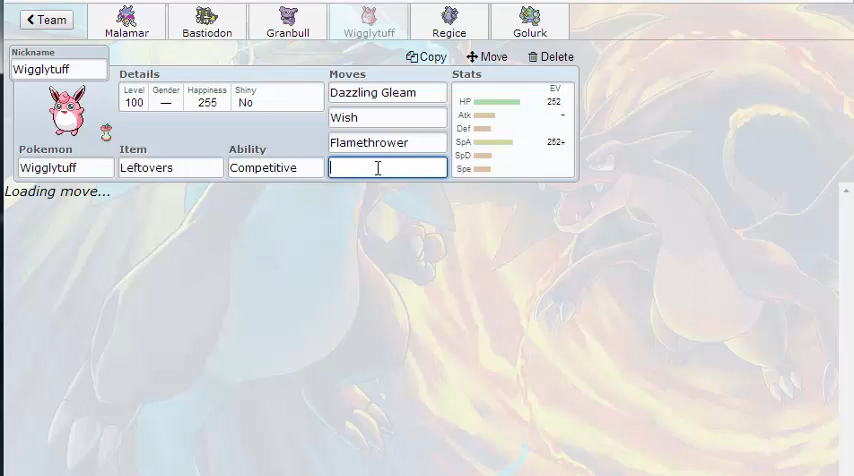 < Team
Malamar
Bastiodon
Granbull
Wigglytuff
Regice
Golurk
Copy
Move
Delete
Nickname
Wigglytuff
Details
Level
100
Gender
—
Happiness
255
Shiny
No
Pokemon
Wigglytuff
Item
Leftovers
Ability
Competitive
Moves
Dazzling Gleam
Wish
Flamethrower
Stats
EV
HP 252
Atk -
Def
SpA 252+
SpD
Spe
Loading move...